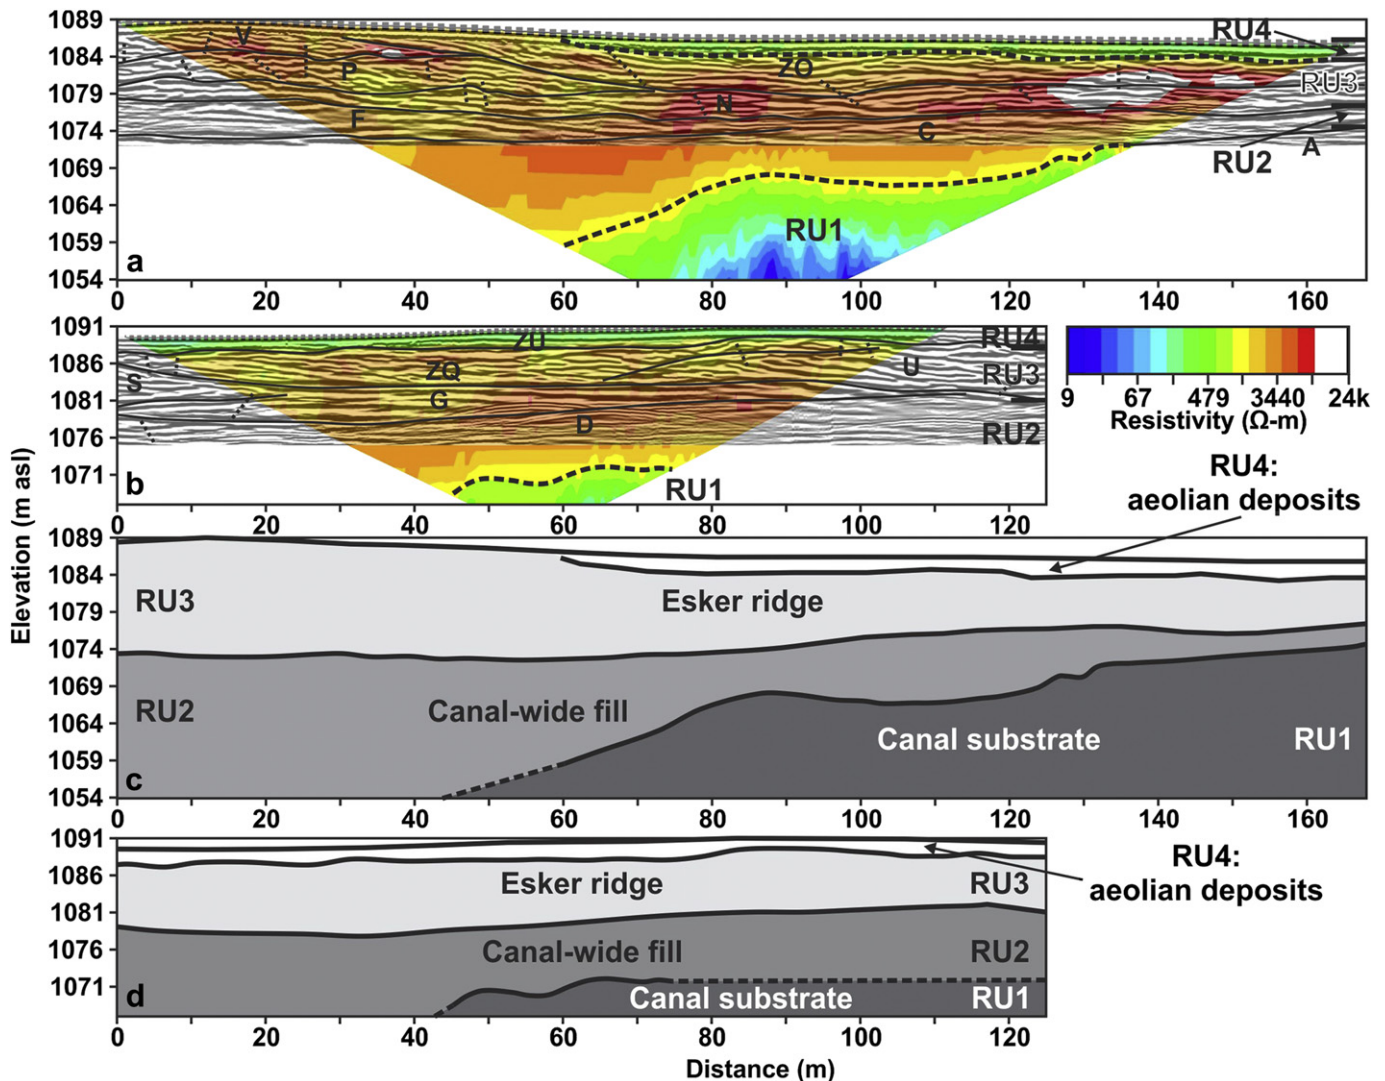 1089
1084
1079
1074
1069
1064
1059
1054
V
P
F
ZO
N
C
A
RU4
RU3
RU2
RU1
a
0 20 40 60 80 100 120 140 160
1091
1086
1081
1076
1071
S
ZU
ZQ
G
D
U
RU4
RU3
RU2
RU1
b
0 20 40 60 80 100 120
9 67 479 3440 24k
Resistivity (Ω-m)
RU4:
aeolian deposits
Elevation (m asl)
1089
1084
1079
1074
1069
1064
1059
1054
RU3
Esker ridge
RU2
Canal-wide fill
Canal substrate RU1
c
0 20 40 60 80 100 120 140 160
1091
1086
1081
1076
1071
Esker ridge RU3
Canal-wide fill RU2
Canal substrate RU1
d
RU4:
aeolian deposits
0 20 40 60 80 100 120
Distance (m)